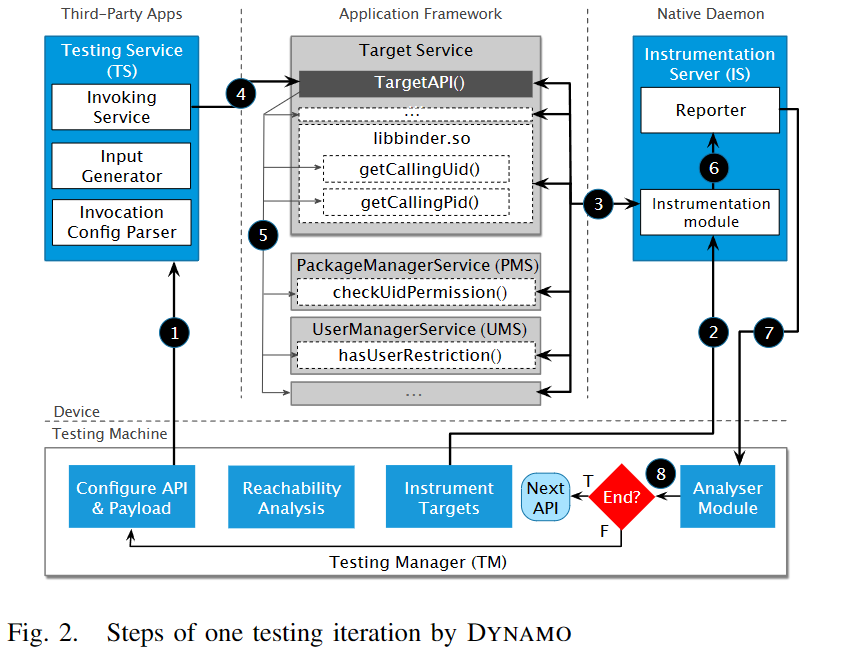 Third-Party Apps
Application Framework
Native Daemon
Testing Service
(TS)
Invoking
Service
Input
Generator
Invocation
Config Parser
4
Target Service
TargetAPI()
...
libbinder.so
getCallingUid()
getCallingPid()
5
PackageManagerService (PMS)
checkUidPermission()
UserManagerService (UMS)
hasUserRestriction()
...
3
Instrumentation
Server (IS)
Reporter
6
Instrumentation
module
1
2
7
Device
Testing Machine
Configure API
& Payload
Reachability
Analysis
Instrument
Targets
Next
API
T
End?
F
8
Analyser
Module
Testing Manager (TM)
Fig. 2. Steps of one testing iteration by DYNAMO